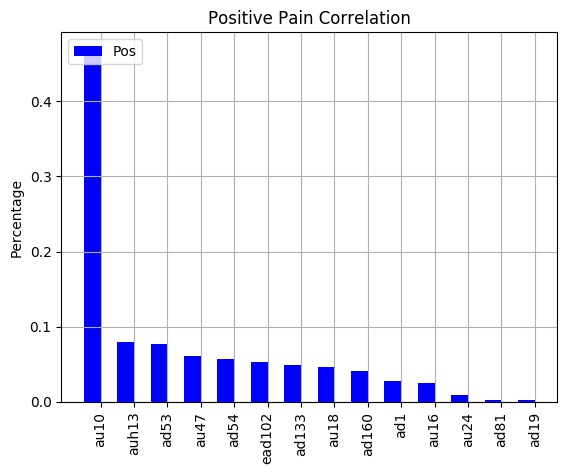 Positive Pain Correlation
Pos
Percentage
0.4
0.3
0.2
0.1
0.0
au10
auh13
ad53
au47
ad54
ead102
ad133
au18
ad160
ad1
au16
au24
ad81
ad19